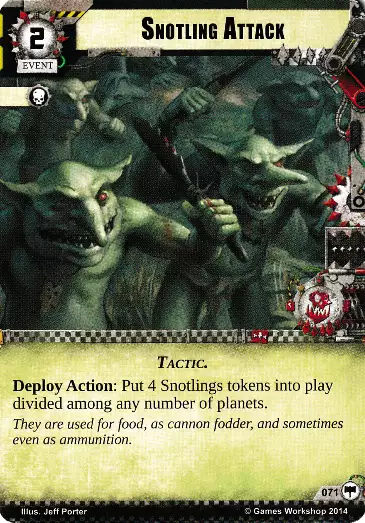 Snotling Attack
2
EVENT
Tactic.
Deploy Action: Put 4 Snotlings tokens into play
divided among any number of planets.
They are used for food, as cannon fodder, and sometimes
even as ammunition.
071
Illus. Jeff Porter
© Games Workshop 2014